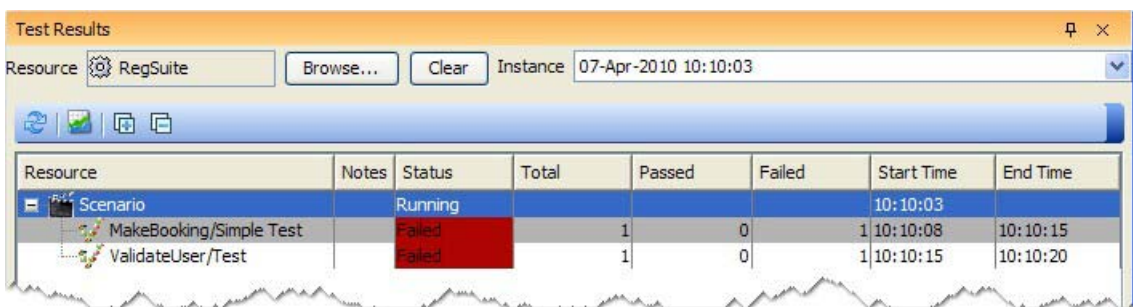 Test Results
Resource RegSuite Browse... Clear Instance 07-Apr-2010 10:10:03
Resource Notes Status Total Passed Failed Start Time End Time
Scenario Running 10:10:03
MakeBooking/Simple Test Failed 1 0 1 10:10:08 10:10:15
ValidateUser/Test Failed 1 0 1 10:10:15 10:10:20